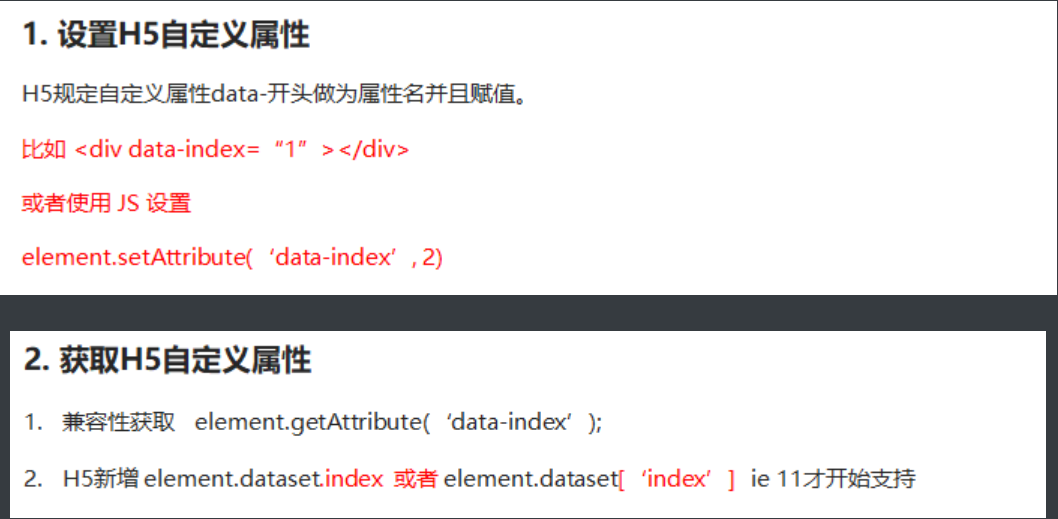 1. 设置H5自定义属性
H5规定自定义属性data-开头做为属性名并且赋值。
比如 <div data-index=“1”></div>
或者使用 JS 设置
element.setAttribute(‘data-index’, 2)
2. 获取H5自定义属性
1. 兼容性获取 element.getAttribute(‘data-index’);
2. H5新增 element.dataset.index 或者 element.dataset[‘index’] ie 11才开始支持